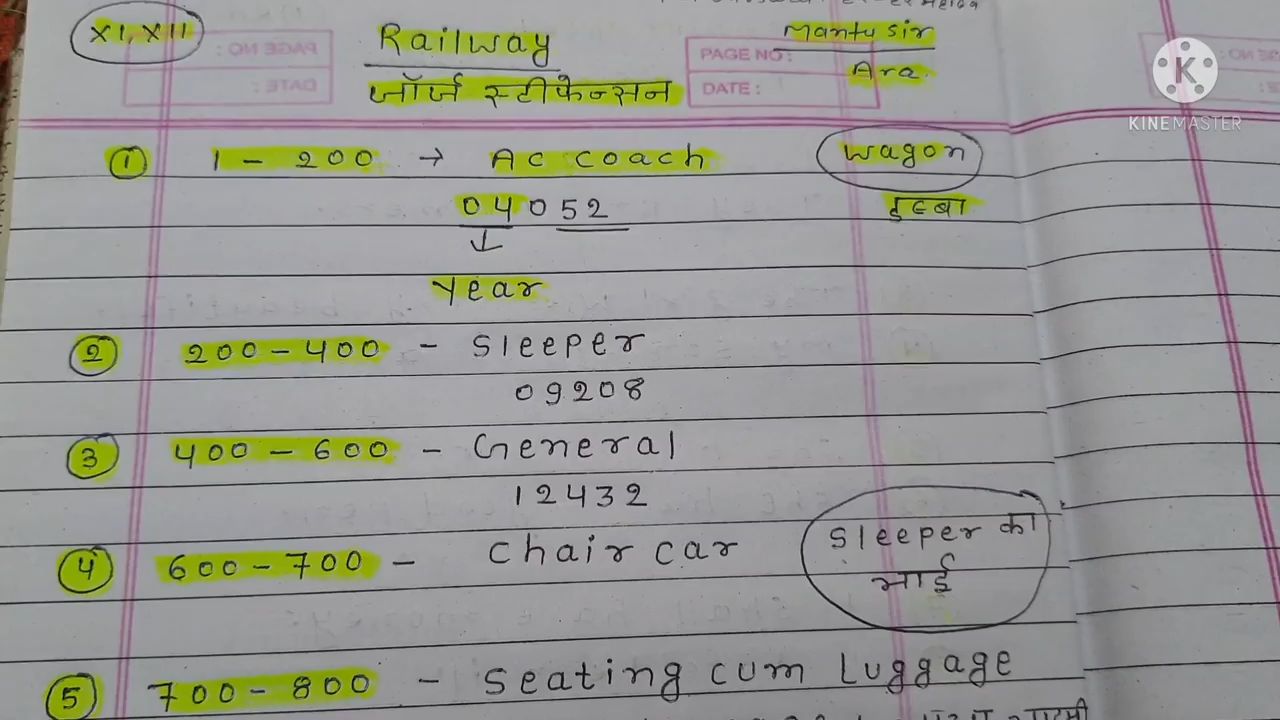 XI, XII
Railway
Mantu sir
PAGE NO:
Ara.
जॉर्ज स्टीफेन्सन
DATE:
KINEMASTER
1 1 - 200 → AC coach wagon
04052 डब्बा
Year
2 200-400 - Sleeper
09208
3 400-600 - General
12432
4 600-700 - chair car
Sleeper का
भाई
5 700-800 - seating cum Luggage